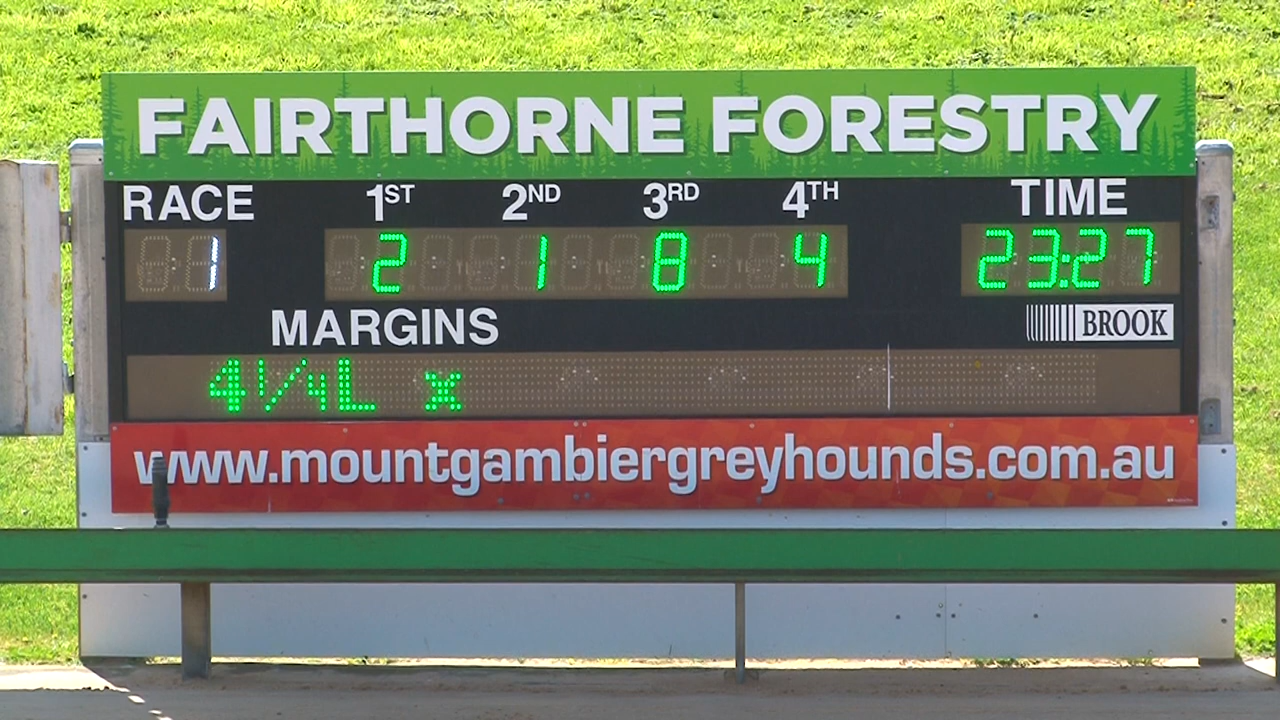 FAIRTHORNE FORESTRY
RACE 1ST 2ND 3RD 4TH TIME
1 2 1 8 4 23:27
MARGINS BROOK
4 1/4L x
www.mountgambiergreyhounds.com.au